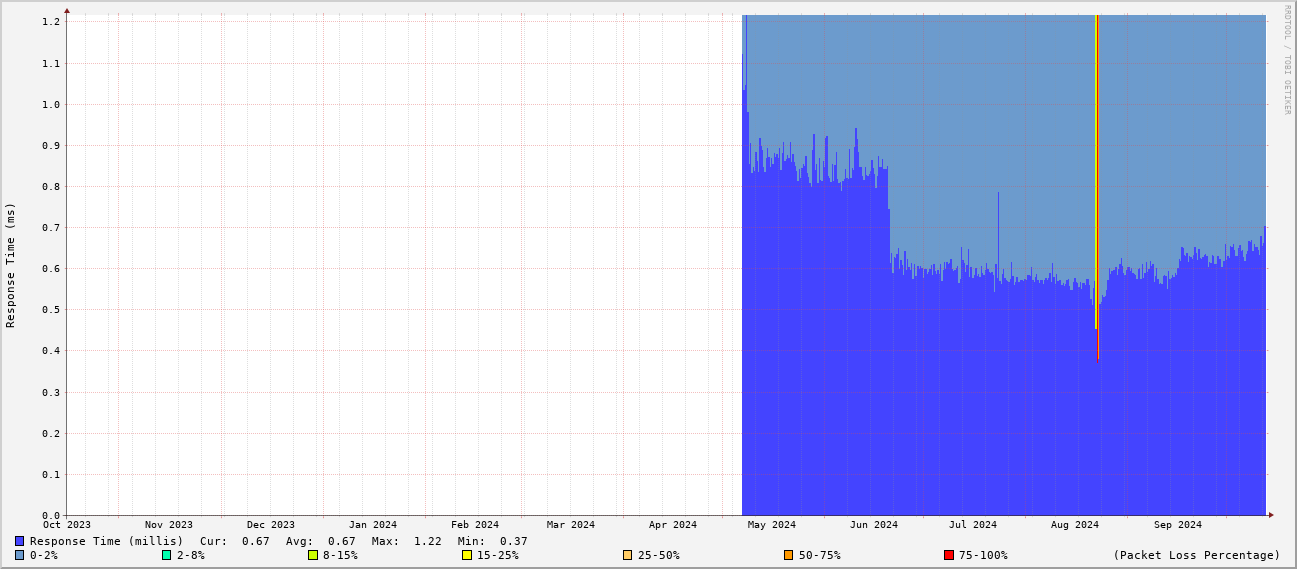 1.2
1.1
1.0
0.9
0.8
0.7
0.6
0.5
0.4
0.3
0.2
0.1
0.0
Response Time (ms)
RRDTOOL / TOBI OETIKER
Oct 2023 Nov 2023 Dec 2023 Jan 2024 Feb 2024 Mar 2024 Apr 2024 May 2024 Jun 2024 Jul 2024 Aug 2024 Sep 2024
Response Time (millis) Cur: 0.67 Avg: 0.67 Max: 1.22 Min: 0.37
0-2% 2-8% 8-15% 15-25% 25-50% 50-75% 75-100% (Packet Loss Percentage)